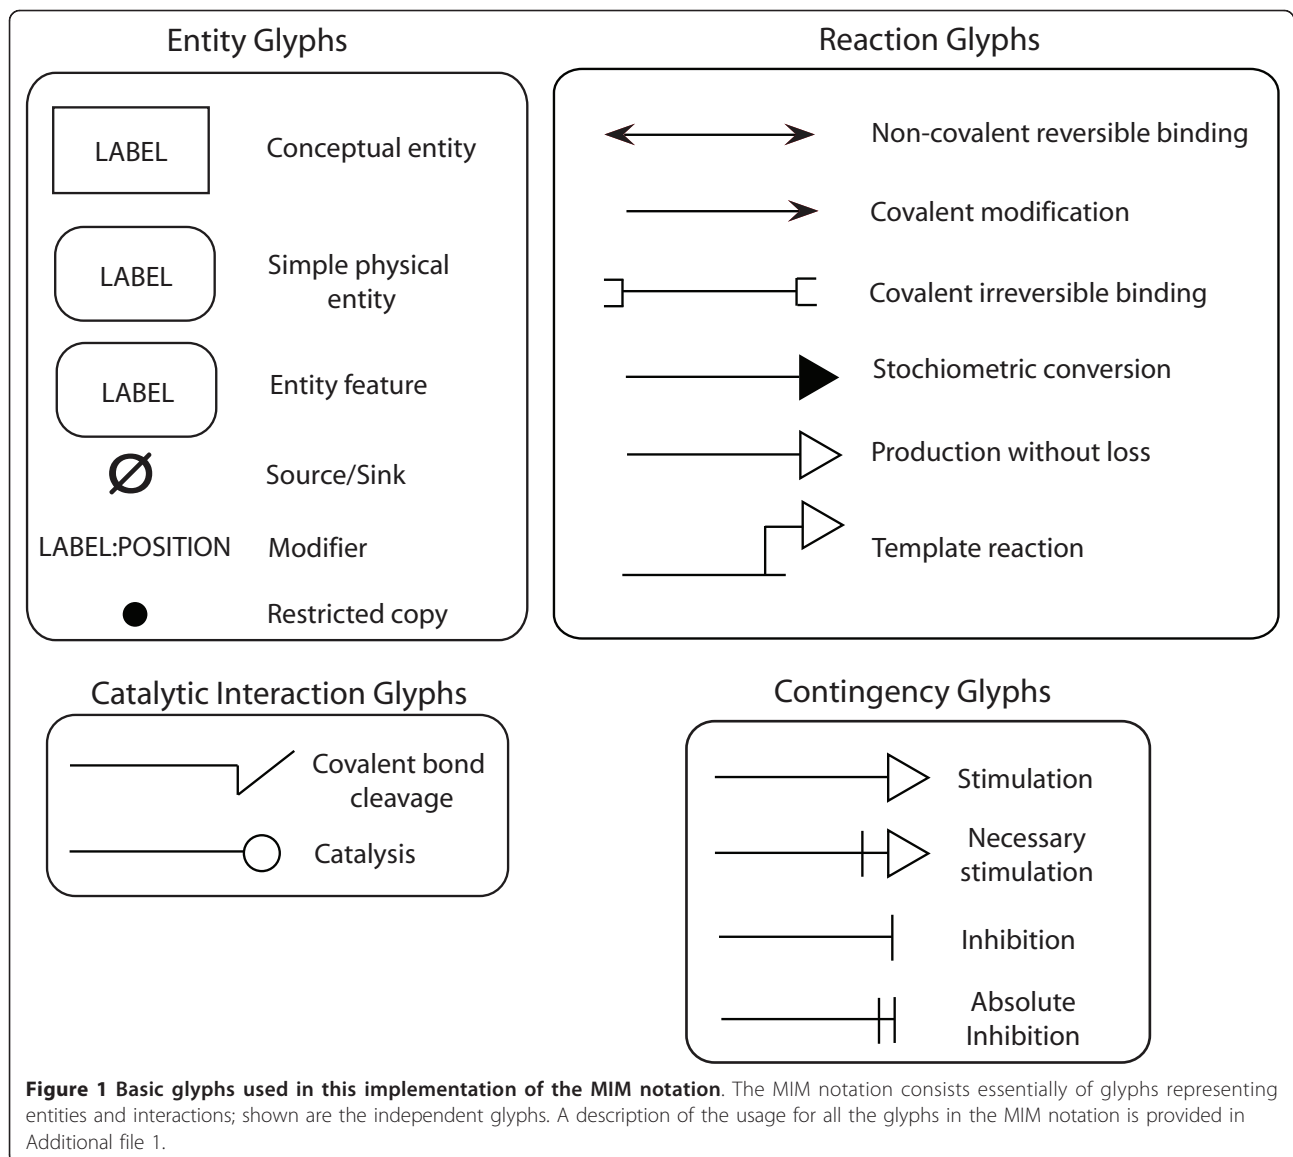 Entity Glyphs
LABEL
Conceptual entity
LABEL
Simple physical
entity
LABEL
Entity feature
Ø
Source/Sink
LABEL:POSITION
Modifier
Restricted copy
Reaction Glyphs
Non-covalent reversible binding
Covalent modification
Covalent irreversible binding
Stochiometric conversion
Production without loss
Template reaction
Catalytic Interaction Glyphs
Covalent bond
cleavage
Catalysis
Contingency Glyphs
Stimulation
Necessary
stimulation
Inhibition
Absolute
Inhibition
Figure 1 Basic glyphs used in this implementation of the MIM notation. The MIM notation consists essentially of glyphs representing
entities and interactions; shown are the independent glyphs. A description of the usage for all the glyphs in the MIM notation is provided in
Additional file 1.